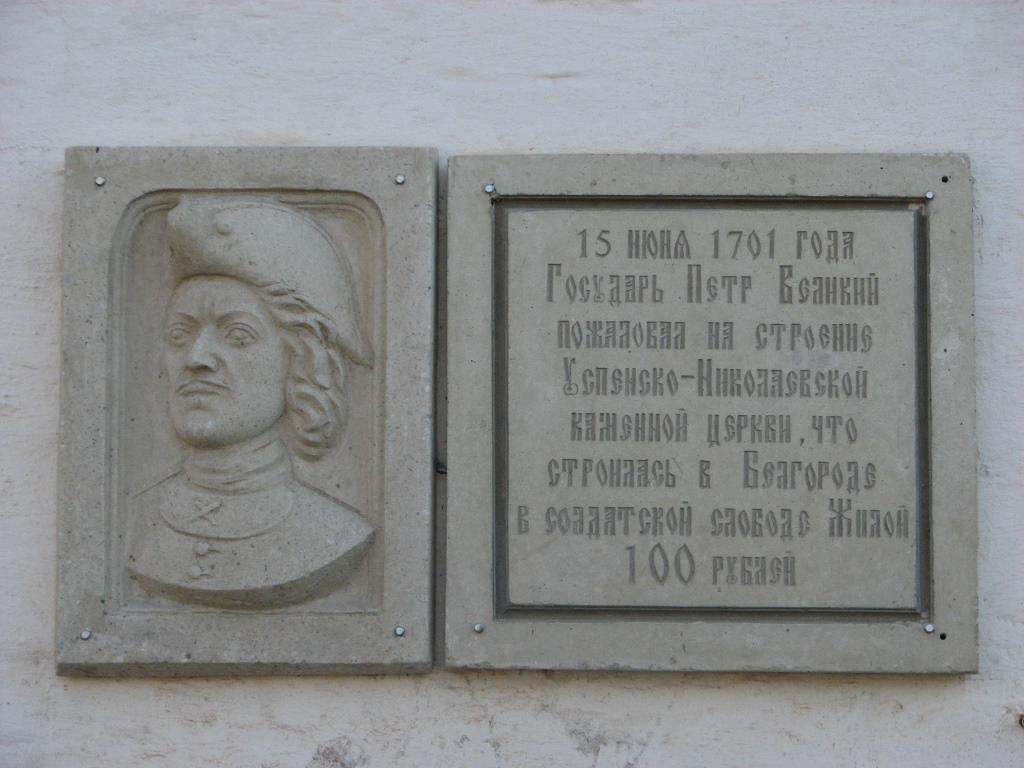 15 июня 1701 года
Государь Петр Великий
пожаловал на строение
Успенско-Николаевской
каменной церкви, что
строилась в Белгороде
в солдатской слободе Жилой
100 рублей